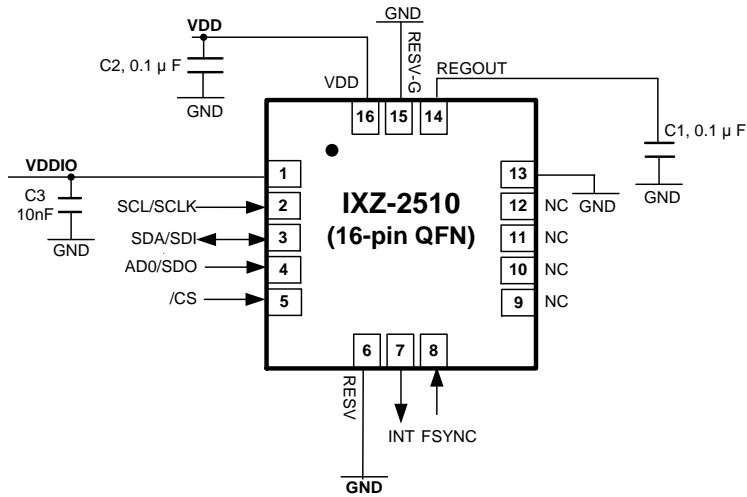 GND
VDD
C2, 0.1 µ F
GND
VDD
RESV-G
REGOUT
C1, 0.1 µ F
GND
16
15
14
VDDIO
C3
10nF
GND
1
SCL/SCLK
2
SDA/SDI
3
AD0/SDO
4
/CS
5
IXZ-2510
(16-pin QFN)
13
GND
12
NC
11
NC
10
NC
9
NC
6
7
8
RESV
INT
FSYNC
GND